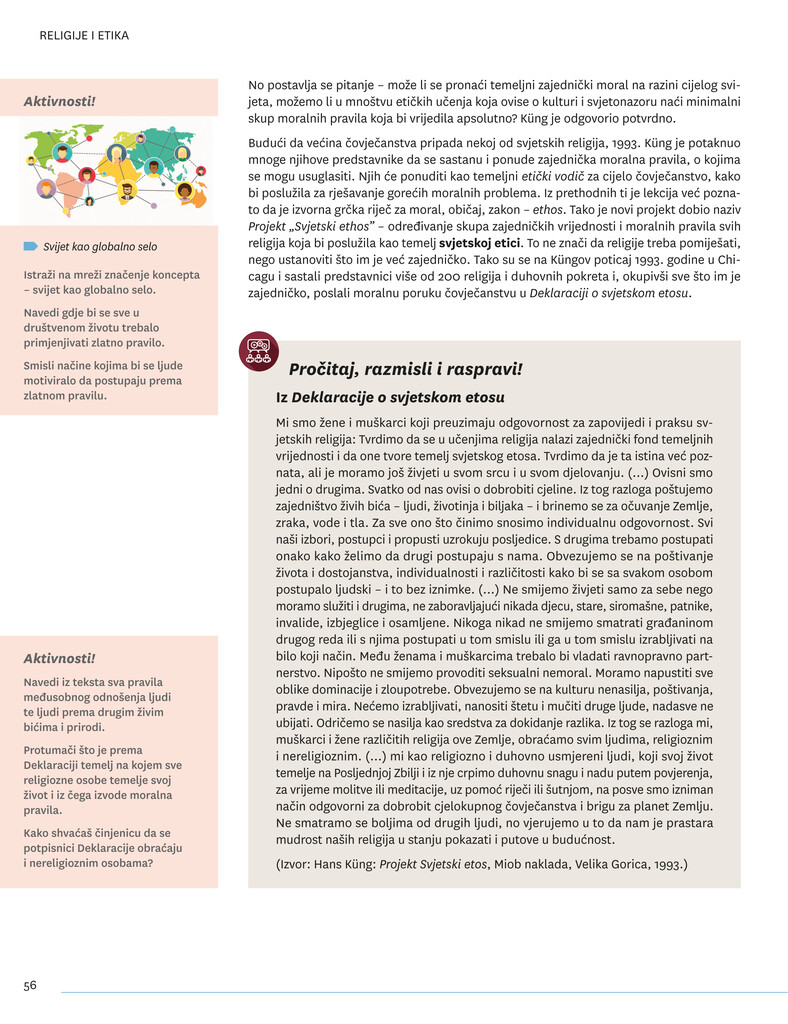 RELIGIJE I ETIKA
Aktivnosti!
Svijet kao globalno selo
Istraži na mreži značenje koncepta
– svijet kao globalno selo.
Navedi gdje bi se sve u
društvenom životu trebalo
primjenjivati zlatno pravilo.
Smisli načine kojima bi se ljude
motiviralo da postupaju prema
zlatnom pravilu.
No postavlja se pitanje – može li se pronaći temeljni zajednički moral na razini cijelog svi-
jeta, možemo li u mnoštvu etičkih učenja koja ovise o kulturi i svjetonazoru naći minimalni
skup moralnih pravila koja bi vrijedila apsolutno? Küng je odgovorio potvrdno.
Budući da većina čovječanstva pripada nekoj od svjetskih religija, 1993. Küng je potaknuo
mnoge njihove predstavnike da se sastanu i ponude zajednička moralna pravila, o kojima
se mogu usuglasiti. Njih će ponuditi kao temeljni etički vodič za cijelo čovječanstvo, kako
bi poslužila za rješavanje gorećih moralnih problema. Iz prethodnih ti je lekcija već pozna-
to da je izvorna grčka riječ za moral, običaj, zakon – ethos. Tako je novi projekt dobio naziv
Projekt „Svjetski ethos” – određivanje skupa zajedničkih vrijednosti i moralnih pravila svih
religija koja bi poslužila kao temelj svjetskoj etici. To ne znači da religije treba pomiješati,
nego ustanoviti što im je već zajedničko. Tako su se na Küngov poticaj 1993. godine u Chi-
cagu i sastali predstavnici više od 200 religija i duhovnih pokreta i, okupivši sve što im je
zajedničko, poslali moralnu poruku čovječanstvu u Deklaraciji o svjetskom etosu.
Pročitaj, razmisli i raspravi!
Iz Deklaracije o svjetskom etosu
Mi smo žene i muškarci koji preuzimaju odgovornost za zapovijedi i praksu sv-
jetskih religija: Tvrdimo da se u učenjima religija nalazi zajednički fond temeljnih
vrijednosti i da one tvore temelj svjetskog etosa. Tvrdimo da je ta istina već poz-
nata, ali je moramo još živjeti u svom srcu i u svom djelovanju. (...) Ovisni smo
jedni o drugima. Svatko od nas ovisi o dobrobiti cjeline. Iz tog razloga poštujemo
zajedništvo živih bića – ljudi, životinja i biljaka – i brinemo se za očuvanje Zemlje,
zraka, vode i tla. Za sve ono što činimo snosimo individualnu odgovornost. Svi
naši izbori, postupci i propusti uzrokuju posljedice. S drugima trebamo postupati
onako kako želimo da drugi postupaju s nama. Obvezujemo se na poštivanje
života i dostojanstva, individualnosti i različitosti kako bi se sa svakom osobom
postupalo ljudski – i to bez iznimke. (...) Ne smijemo živjeti samo za sebe nego
moramo služiti i drugima, ne zaboravljajući nikada djecu, stare, siromašne, patnike,
invalide, izbjeglice i osamljene. Nikoga nikad ne smijemo smatrati građaninom
drugog reda ili s njima postupati u tom smislu ili ga u tom smislu izrabljivati na
bilo koji način. Među ženama i muškarcima trebalo bi vladati ravnopravno part-
nerstvo. Nipošto ne smijemo provoditi seksualni nemoral. Moramo napustiti sve
oblike dominacije i zloupotrebe. Obvezujemo se na kulturu nenasilja, poštivanja,
pravde i mira. Nećemo izrabljivati, nanositi štetu i mučiti druge ljude, nadasve ne
ubijati. Odričemo se nasilja kao sredstva za dokidanje razlika. Iz tog se razloga mi,
muškarci i žene različitih religija ove Zemlje, obraćamo svim ljudima, religioznim
i nereligioznim. (...) mi kao religiozno i duhovno usmjereni ljudi, koji svoj život
temelje na Posljednjoj Zbilji i iz nje crpimo duhovnu snagu i nadu putem povjerenja,
za vrijeme molitve ili meditacije, uz pomoć riječi ili šutnjom, na posve smo izniman
način odgovorni za dobrobit cjelokupnog čovječanstva i brigu za planet Zemlju.
Ne smatramo se boljima od drugih ljudi, no vjerujemo u to da nam je prastara
mudrost naših religija u stanju pokazati i putove u budućnost.
(Izvor: Hans Küng: Projekt Svjetski etos, Miob naklada, Velika Gorica, 1993.)
Aktivnosti!
Navedi iz teksta sva pravila
međusobnog odnošenja ljudi
te ljudi prema drugim živim
bićima i prirodi.
Protumači što je prema
Deklaraciji temelj na kojem sve
religiozne osobe temelje svoj
život i iz čega izvode moralna
pravila.
Kako shvaćaš činjenicu da se
potpisnici Deklaracije obraćaju
i nereligioznim osobama?
56